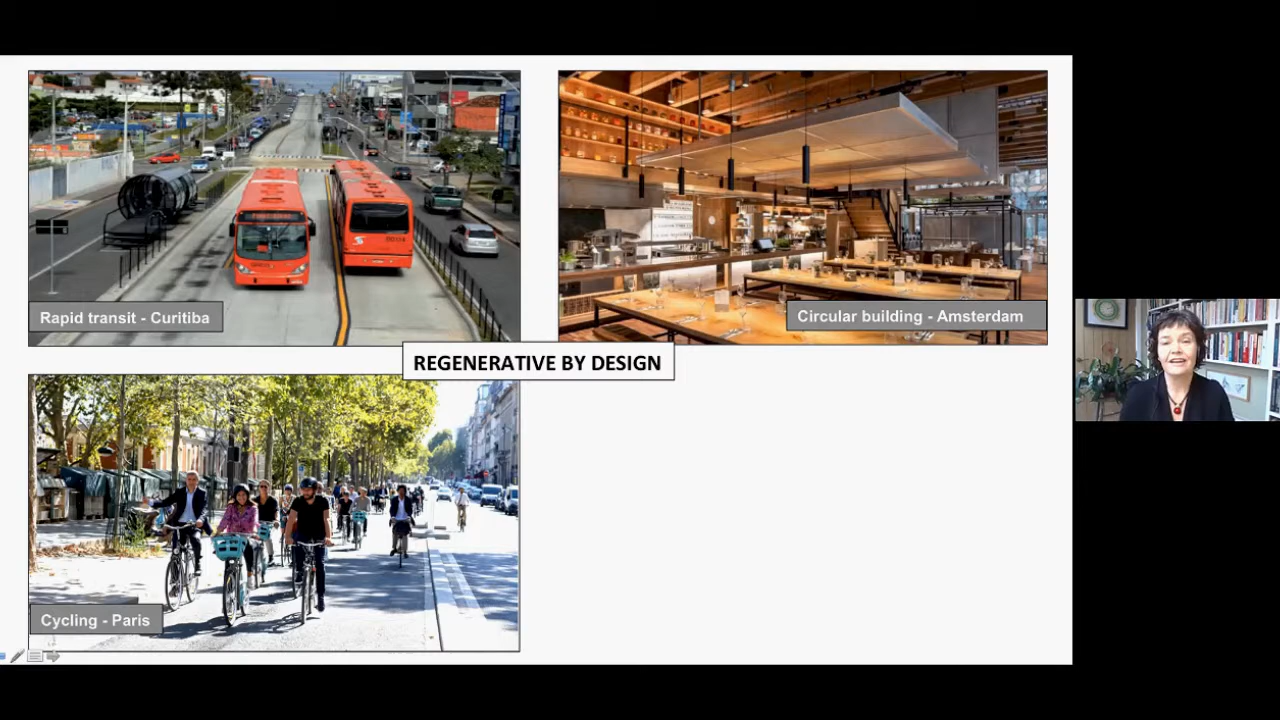 Rapid transit - Curitiba
Circular building - Amsterdam
REGENERATIVE BY DESIGN
Cycling - Paris